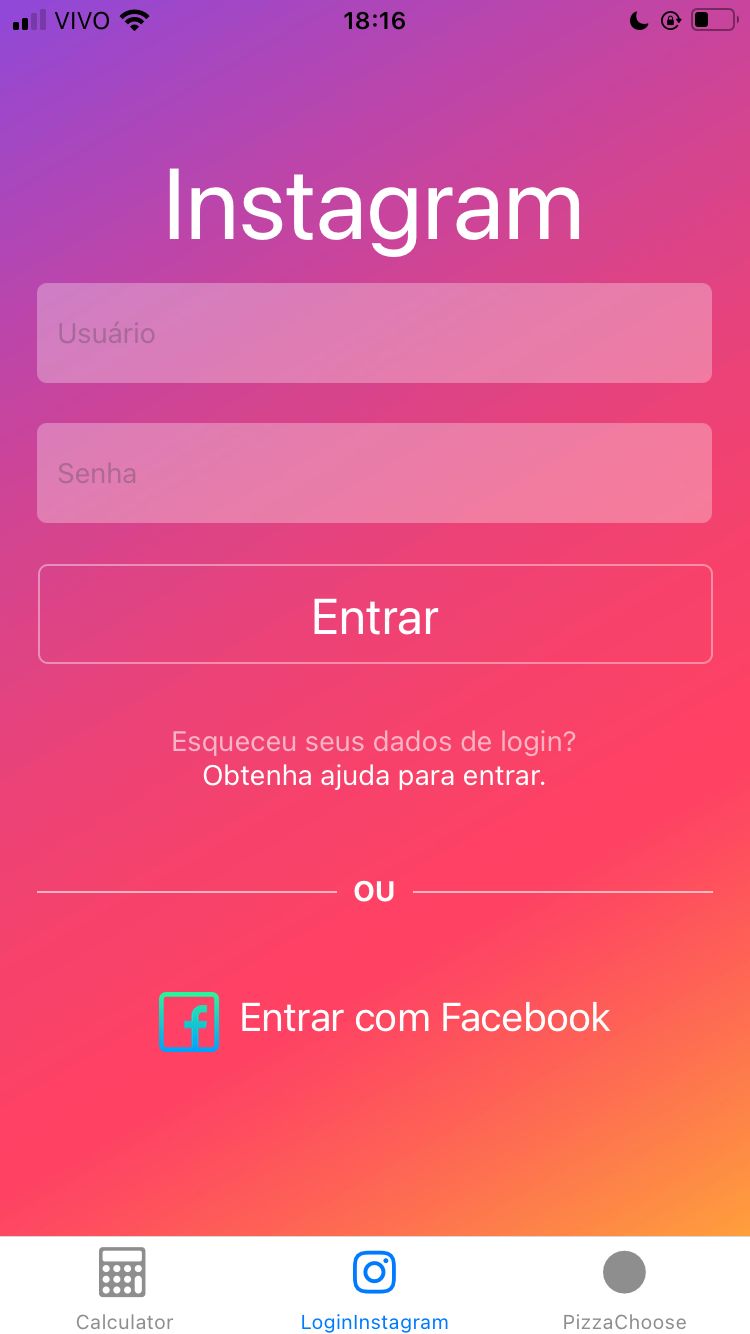 VIVO 18:16
Instagram
Usuário
Senha
Entrar
Esqueceu seus dados de login?
Obtenha ajuda para entrar.
OU
Entrar com Facebook
Calculator LoginInstagram PizzaChoose